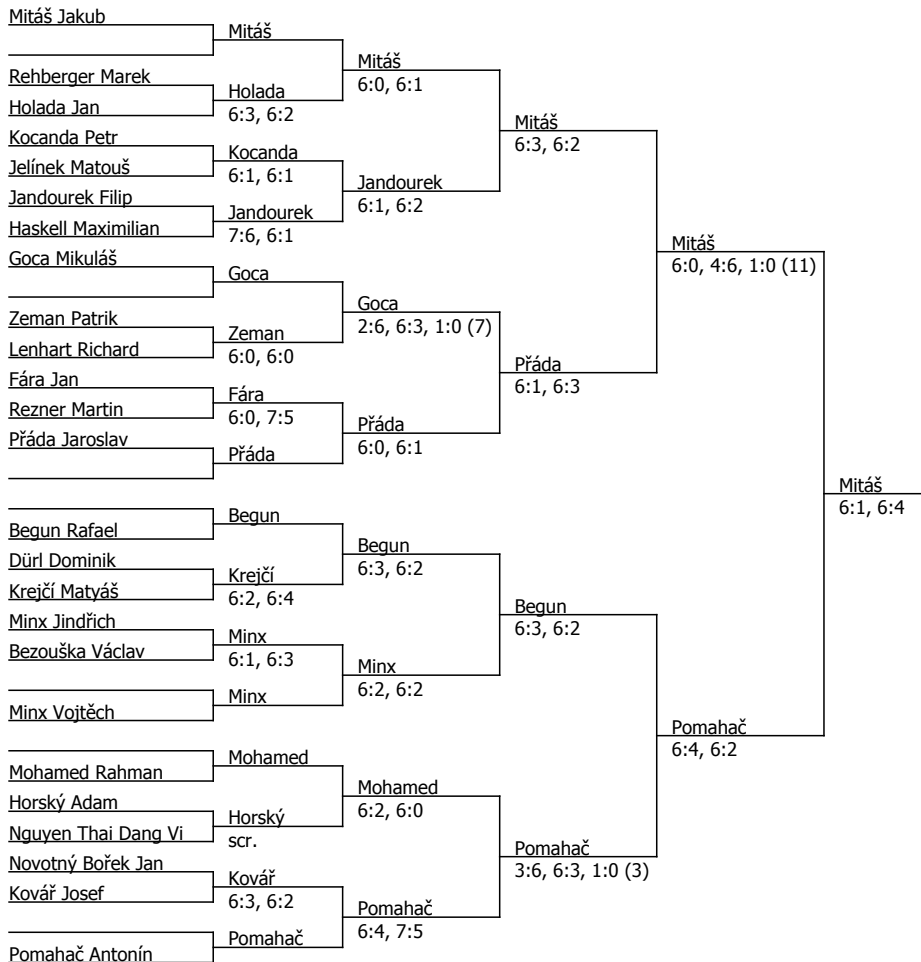 Mitáš Jakub
Mitáš
Mitáš
6:0, 6:1
Rehberger Marek
Holada
6:3, 6:2
Holada Jan
Mitáš
6:3, 6:2
Kocanda Petr
Kocanda
6:1, 6:1
Jelínek Matouš
Jandourek
6:1, 6:2
Jandourek Filip
Jandourek
7:6, 6:1
Haskell Maximilian
Mitáš
6:0, 4:6, 1:0 (11)
Goca Mikuláš
Goca
Goca
2:6, 6:3, 1:0 (7)
Zeman Patrik
Zeman
6:0, 6:0
Lenhart Richard
Přáda
6:1, 6:3
Fára Jan
Fára
6:0, 7:5
Rezner Martin
Přáda
6:0, 6:1
Přáda Jaroslav
Přáda
Mitáš
6:1, 6:4
Begun
Begun Rafael
Begun
6:3, 6:2
Dürl Dominik
Krejčí
6:2, 6:4
Krejčí Matyáš
Begun
6:3, 6:2
Minx Jindřich
Minx
6:1, 6:3
Bezouška Václav
Minx
6:2, 6:2
Minx
Minx Vojtěch
Pomahač
6:4, 6:2
Mohamed
Mohamed Rahman
Mohamed
6:2, 6:0
Horský Adam
Horský
scr.
Nguyen Thai Dang Vi
Pomahač
3:6, 6:3, 1:0 (3)
Novotný Bořek Jan
Kovář
6:3, 6:2
Kovář Josef
Pomahač
6:4, 7:5
Pomahač
Pomahač Antonín